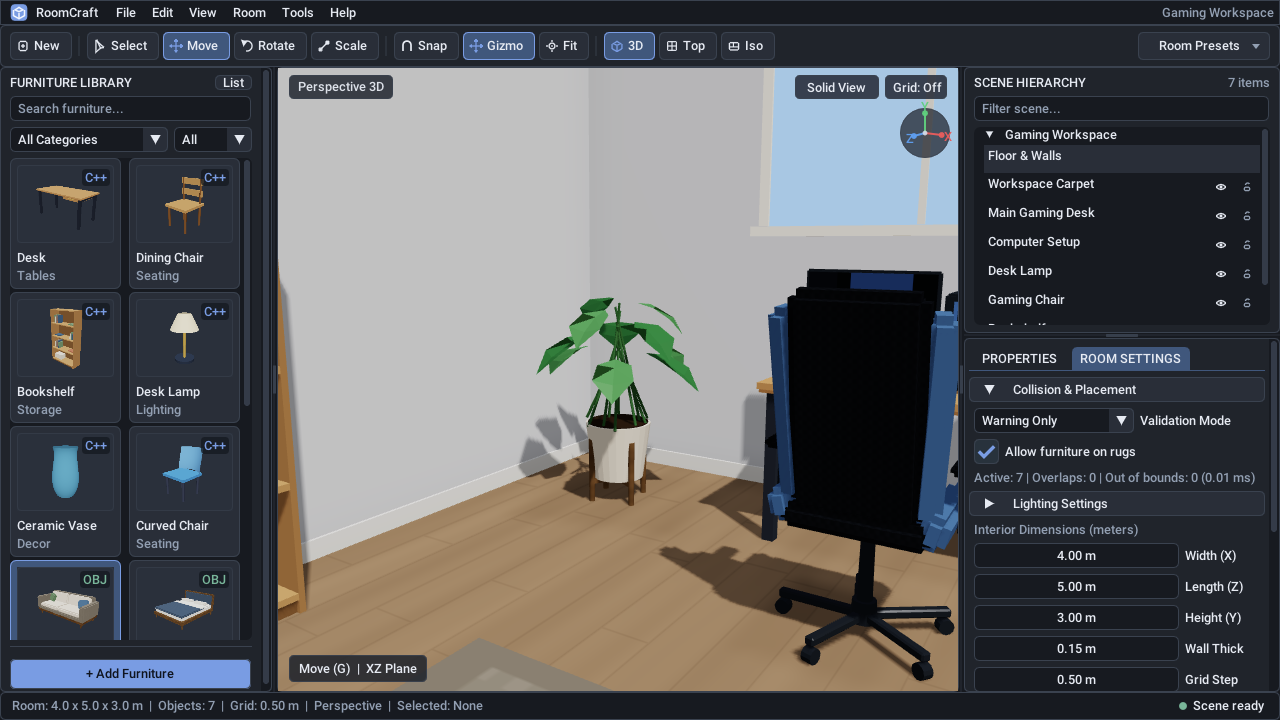 RoomCraft File Edit View Room Tools Help Gaming Workspace
New Select Move Rotate Scale Snap Gizmo Fit 3D Top Iso Room Presets
FURNITURE LIBRARY List
Search furniture...
All Categories All
C++ C++
Desk Dining Chair
Tables Seating
C++ C++
Bookshelf Desk Lamp
Storage Lighting
C++ C++
Ceramic Vase Curved Chair
Decor Seating
OBJ OBJ
+ Add Furniture
Perspective 3D Solid View Grid: Off
Y
Z X
Move (G) | XZ Plane
SCENE HIERARCHY 7 items
Filter scene...
Gaming Workspace
Floor & Walls
Workspace Carpet
Main Gaming Desk
Computer Setup
Desk Lamp
Gaming Chair
PROPERTIES ROOM SETTINGS
Collision & Placement
Warning Only Validation Mode
Allow furniture on rugs
Active: 7 | Overlaps: 0 | Out of bounds: 0 (0.01 ms)
Lighting Settings
Interior Dimensions (meters)
4.00 m Width (X)
5.00 m Length (Z)
3.00 m Height (Y)
0.15 m Wall Thick
0.50 m Grid Step
Room: 4.0 x 5.0 x 3.0 m | Objects: 7 | Grid: 0.50 m | Perspective | Selected: None Scene ready